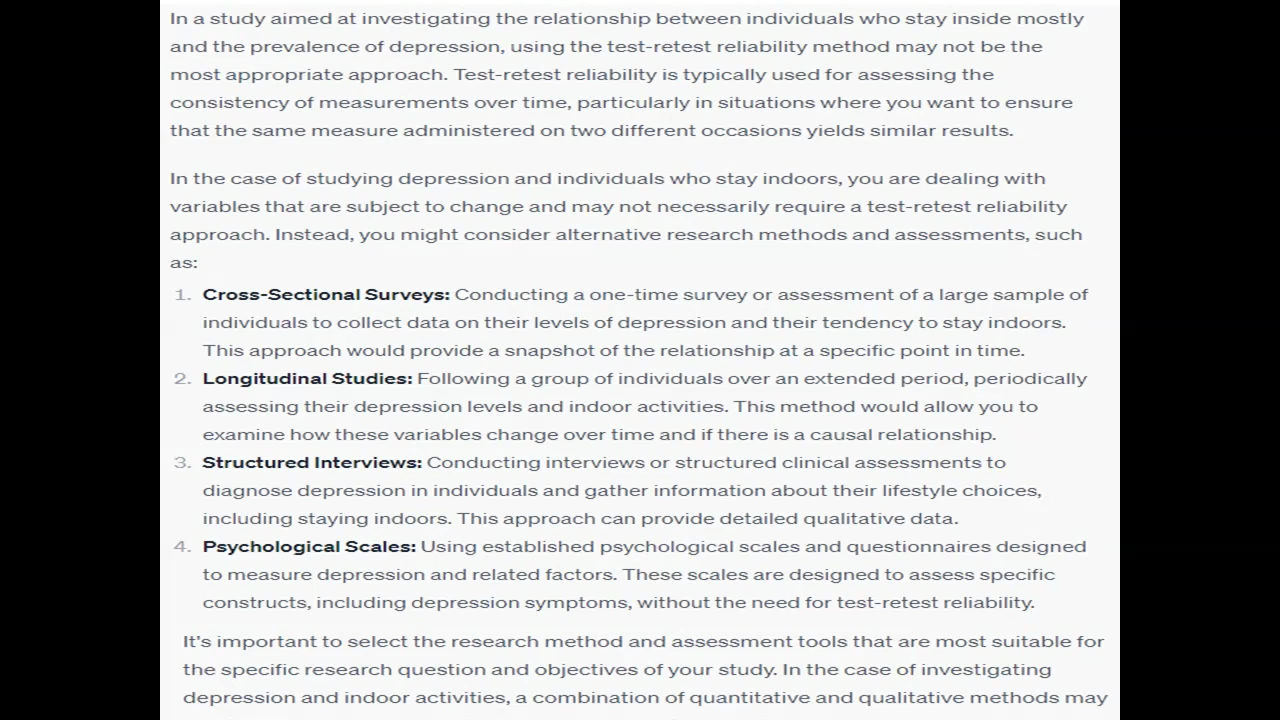 In a study aimed at investigating the relationship between individuals who stay inside mostly
and the prevalence of depression, using the test-retest reliability method may not be the
most appropriate approach. Test-retest reliability is typically used for assessing the
consistency of measurements over time, particularly in situations where you want to ensure
that the same measure administered on two different occasions yields similar results.
In the case of studying depression and individuals who stay indoors, you are dealing with
variables that are subject to change and may not necessarily require a test-retest reliability
approach. Instead, you might consider alternative research methods and assessments, such
as:
1. Cross-Sectional Surveys: Conducting a one-time survey or assessment of a large sample of
individuals to collect data on their levels of depression and their tendency to stay indoors.
This approach would provide a snapshot of the relationship at a specific point in time.
2. Longitudinal Studies: Following a group of individuals over an extended period, periodically
assessing their depression levels and indoor activities. This method would allow you to
examine how these variables change over time and if there is a causal relationship.
3. Structured Interviews: Conducting interviews or structured clinical assessments to
diagnose depression in individuals and gather information about their lifestyle choices,
including staying indoors. This approach can provide detailed qualitative data.
4. Psychological Scales: Using established psychological scales and questionnaires designed
to measure depression and related factors. These scales are designed to assess specific
constructs, including depression symptoms, without the need for test-retest reliability.
It's important to select the research method and assessment tools that are most suitable for
the specific research question and objectives of your study. In the case of investigating
depression and indoor activities, a combination of quantitative and qualitative methods may